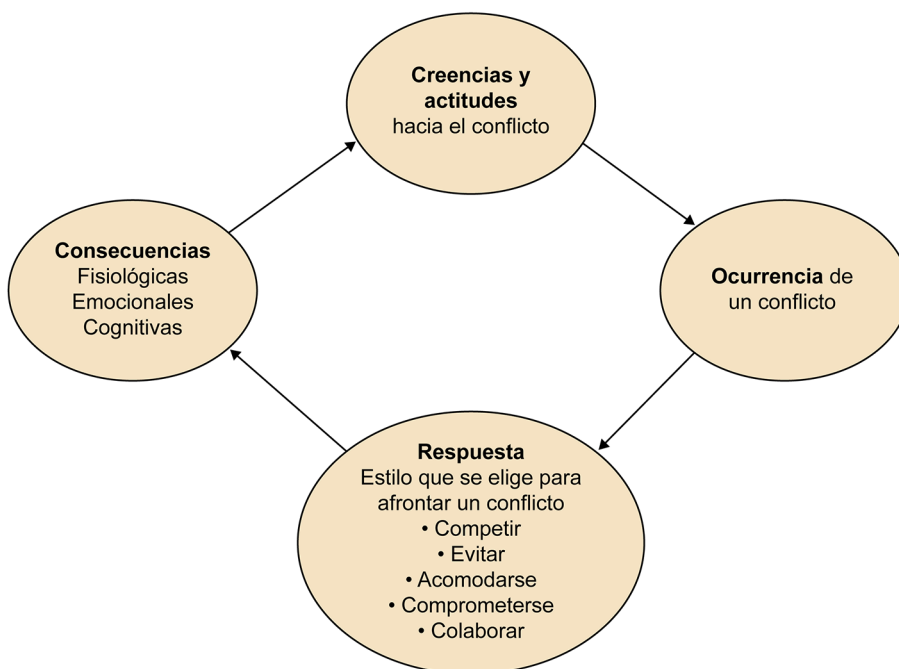 Creencias y
actitudes
hacia el conflicto
Ocurrencia de
un conflicto
Respuesta
Estilo que se elige para
afrontar un conflicto
• Competir
• Evitar
• Acomodarse
• Comprometerse
• Colaborar
Consecuencias
Fisiológicas
Emocionales
Cognitivas